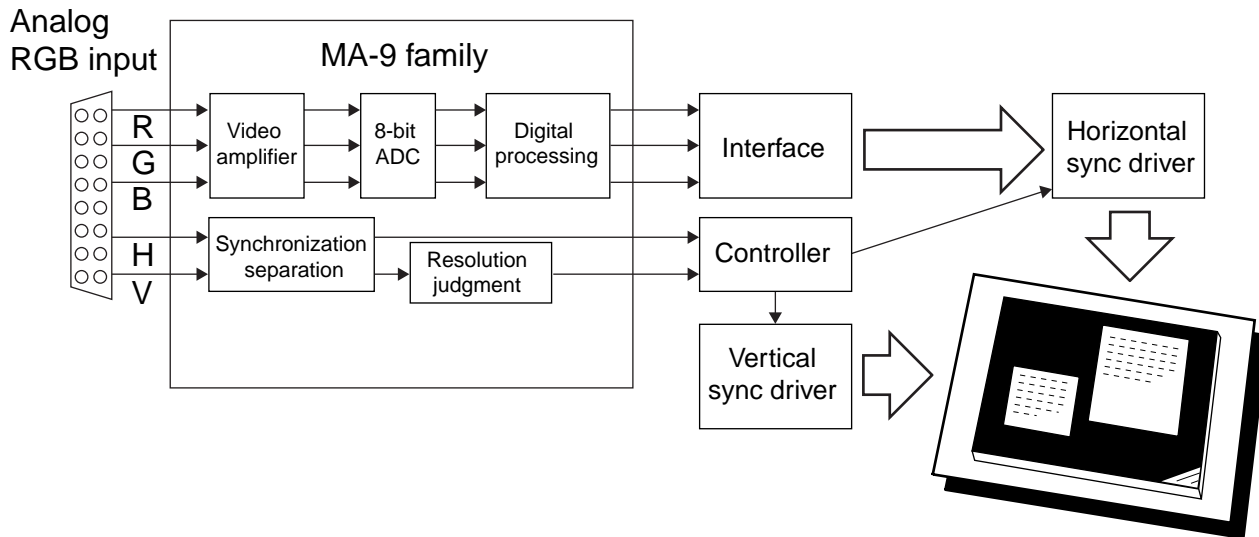 Analog
RGB input
MA-9 family
R
G
B
H
V
Video
amplifier
8-bit
ADC
Digital
processing
Interface
Horizontal
sync driver
Synchronization
separation
Resolution
judgment
Controller
Vertical
sync driver